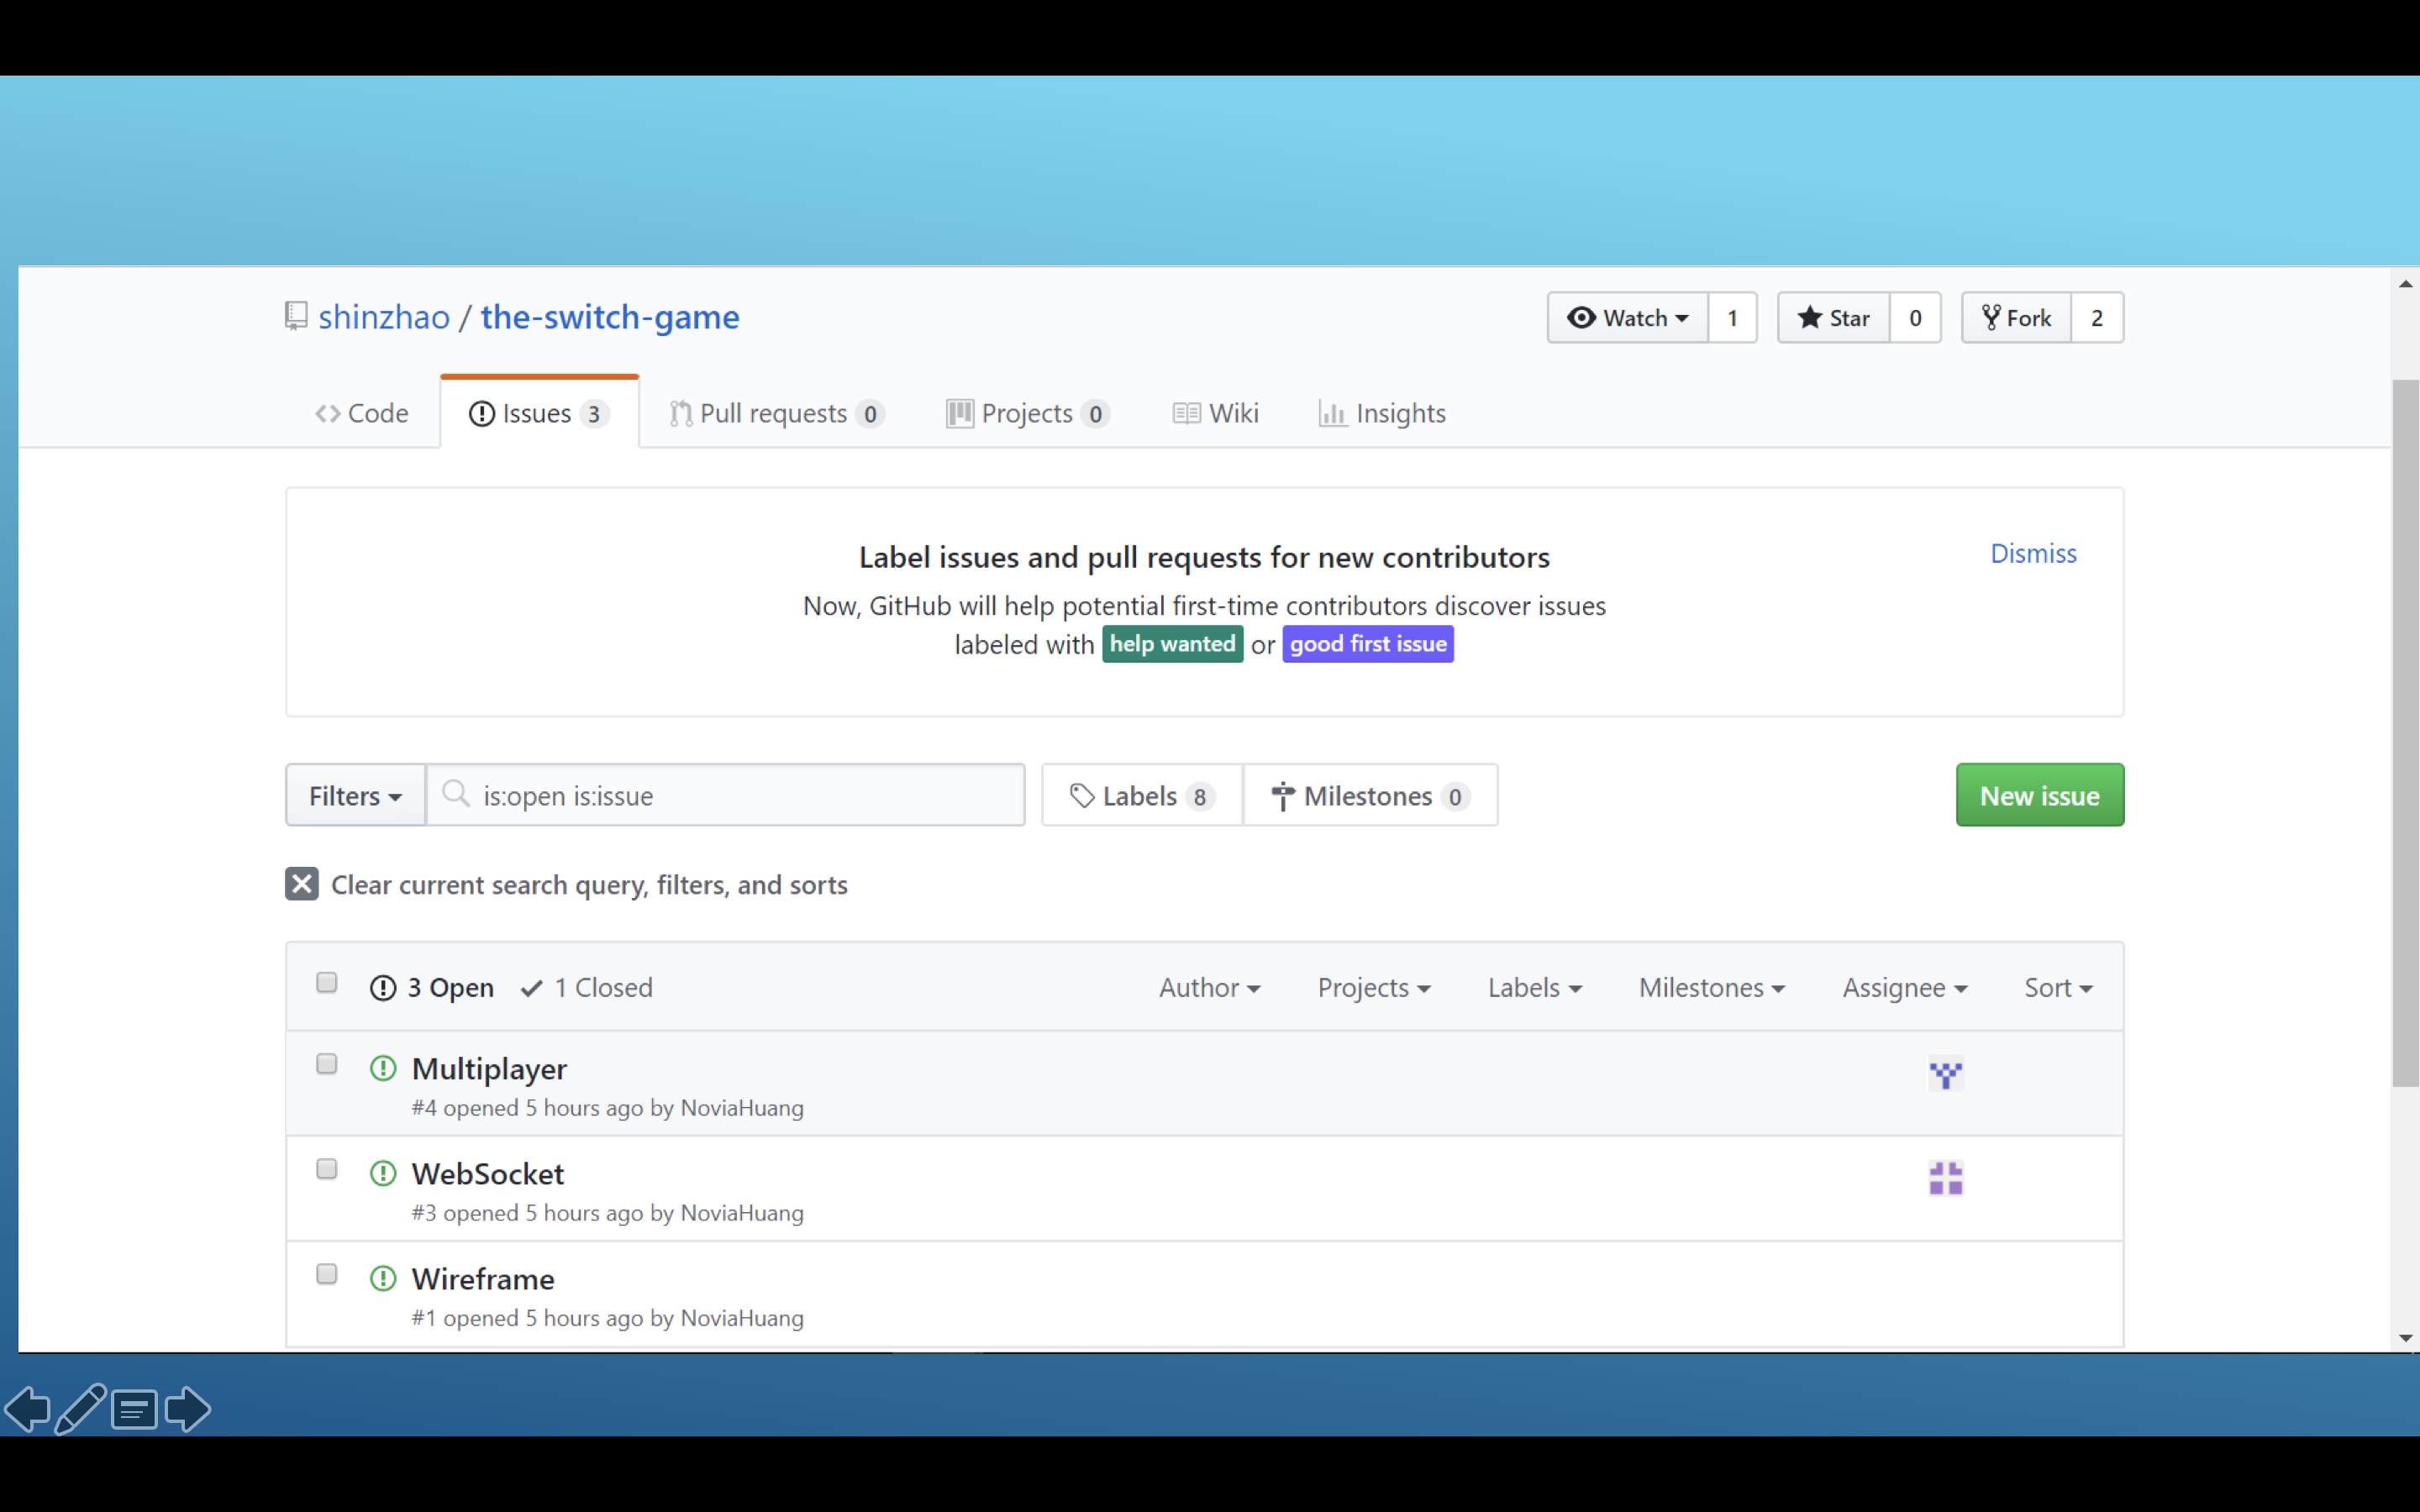 shinzhao / the-switch-game
Watch 1 Star 0 Fork 2
Code Issues 3 Pull requests 0 Projects 0 Wiki Insights
Label issues and pull requests for new contributors
Dismiss
Now, GitHub will help potential first-time contributors discover issues
labeled with help wanted or good first issue
Filters is:open is:issue Labels 8 Milestones 0 New issue
Clear current search query, filters, and sorts
3 Open 1 Closed Author Projects Labels Milestones Assignee Sort
Multiplayer
#4 opened 5 hours ago by NoviaHuang
WebSocket
#3 opened 5 hours ago by NoviaHuang
Wireframe
#1 opened 5 hours ago by NoviaHuang